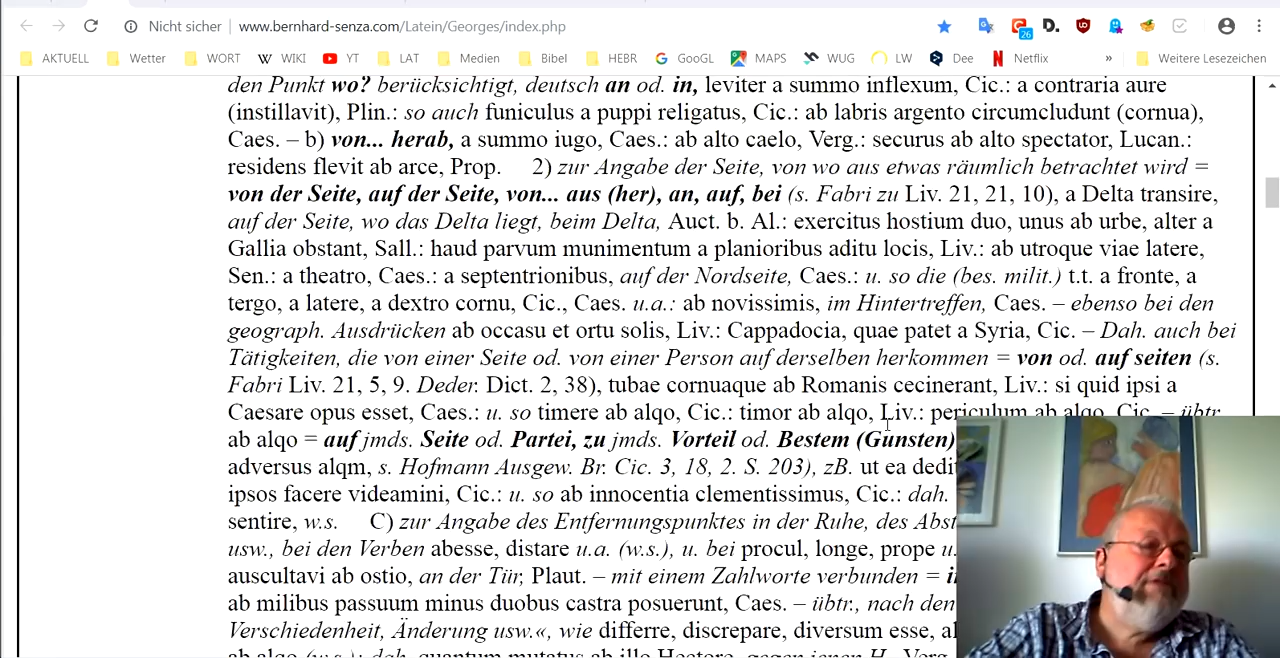 Nicht sicher | www.bernhard-senza.com/Latein/Georges/index.php
26
D.
AKTUELL Wetter WORT W WIKI YT LAT Medien Bibel HEBR GooGL MAPS WUG LW Dee Netflix » Weitere Lesezeichen
den Punkt wo? berücksichtigt, deutsch an od. in, leviter a summo inflexum, Cic.: a contraria aure
(instillavit), Plin.: so auch funiculus a puppi religatus, Cic.: ab labris argento circumcludunt (cornua),
Caes. – b) von... herab, a summo iugo, Caes.: ab alto caelo, Verg.: securus ab alto spectator, Lucan.:
residens flevit ab arce, Prop. 2) zur Angabe der Seite, von wo aus etwas räumlich betrachtet wird =
von der Seite, auf der Seite, von... aus (her), an, auf, bei (s. Fabri zu Liv. 21, 21, 10), a Delta transire,
auf der Seite, wo das Delta liegt, beim Delta, Auct. b. Al.: exercitus hostium duo, unus ab urbe, alter a
Gallia obstant, Sall.: haud parvum munimentum a planioribus aditu locis, Liv.: ab utroque viae latere,
Sen.: a theatro, Caes.: a septentrionibus, auf der Nordseite, Caes.: u. so die (bes. milit.) t.t. a fronte, a
tergo, a latere, a dextro cornu, Cic., Caes. u.a.: ab novissimis, im Hintertreffen, Caes. – ebenso bei den
geograph. Ausdrücken ab occasu et ortu solis, Liv.: Cappadocia, quae patet a Syria, Cic. – Dah. auch bei
Tätigkeiten, die von einer Seite od. von einer Person auf derselben herkommen = von od. auf seiten (s.
Fabri Liv. 21, 5, 9. Deder. Dict. 2, 38), tubae cornuaque ab Romanis cecinerant, Liv.: si quid ipsi a
Caesare opus esset, Caes.: u. so timere ab alqo, Cic.: timor ab alqo, Liv.: periculum ab alqo, Cic. – übtr.
ab alqo = auf jmds. Seite od. Partei, zu jmds. Vorteil od. Bestem (Gunsten)
adversus alqm, s. Hofmann Ausgew. Br. Cic. 3, 18, 2. S. 203), zB. ut ea
ipsos facere videamini, Cic.: u. so ab innocentia clementissimus, Cic.: dah.
sentire, w.s. C) zur Angabe des Entfernungspunktes in der Ruhe, des
usw., bei den Verben abesse, distare u.a. (w.s.), u. bei procul, longe, prope u.
auscultavi ab ostio, an der Tür, Plaut. – mit einem Zahlworte verbunden =
ab milibus passuum minus duobus castra posuerunt, Caes. – übtr., nach den
Verschiedenheit, Änderung usw.«, wie differre, discrepare, diversum esse,
ab alqo (w.s.): dah. quantum mutatus ab illo Hectore, gegen jenen H., Verg.